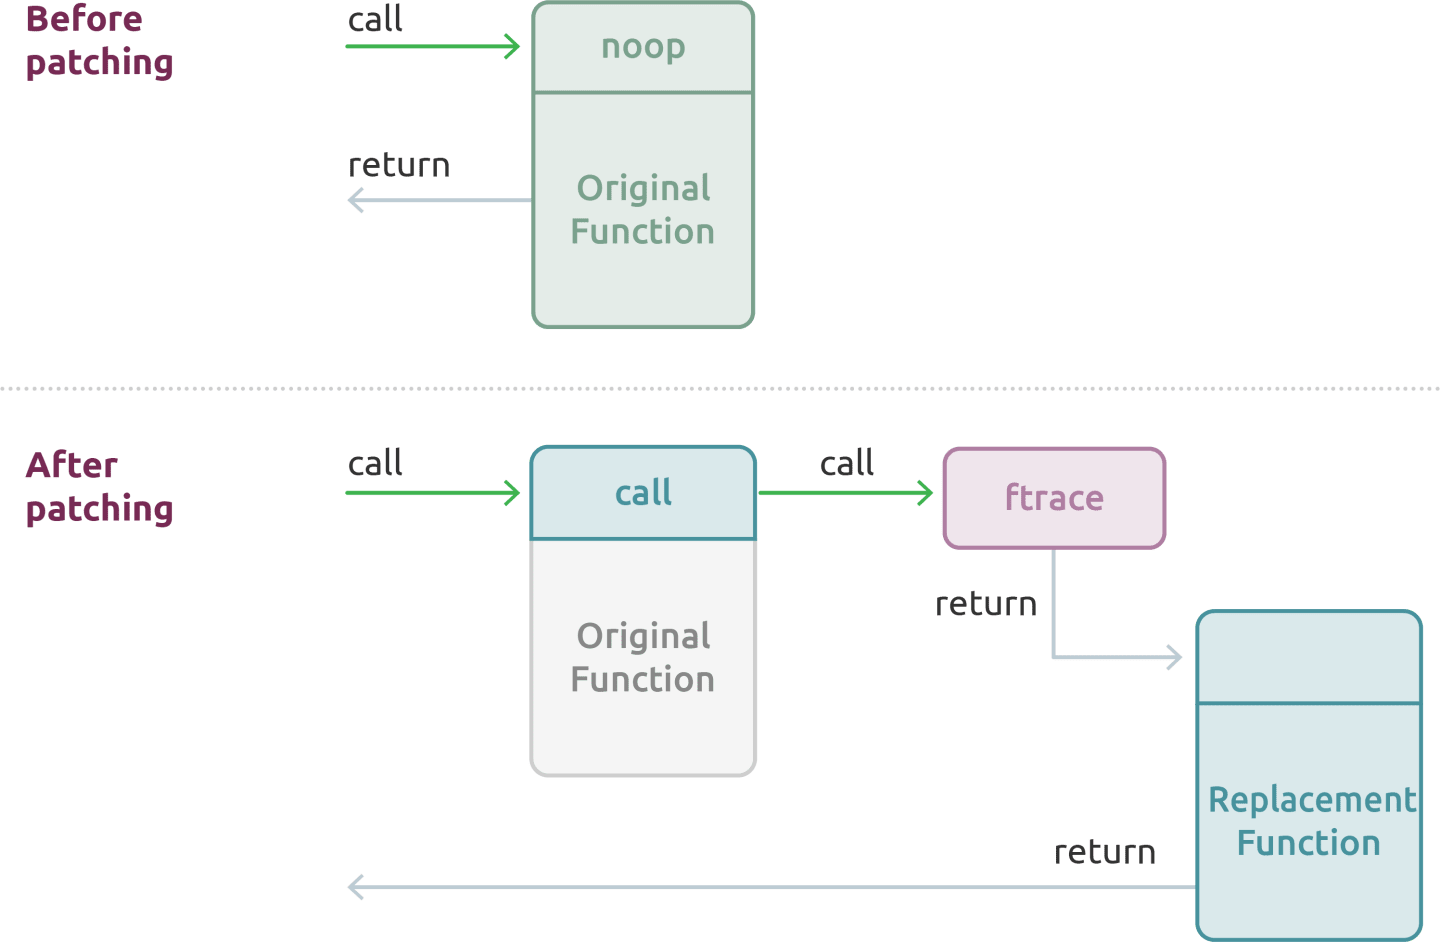 Before
patching
call
noop
return
Original
Function
After
patching
call
call
call
ftrace
return
Original
Function
Replacement
Function
return